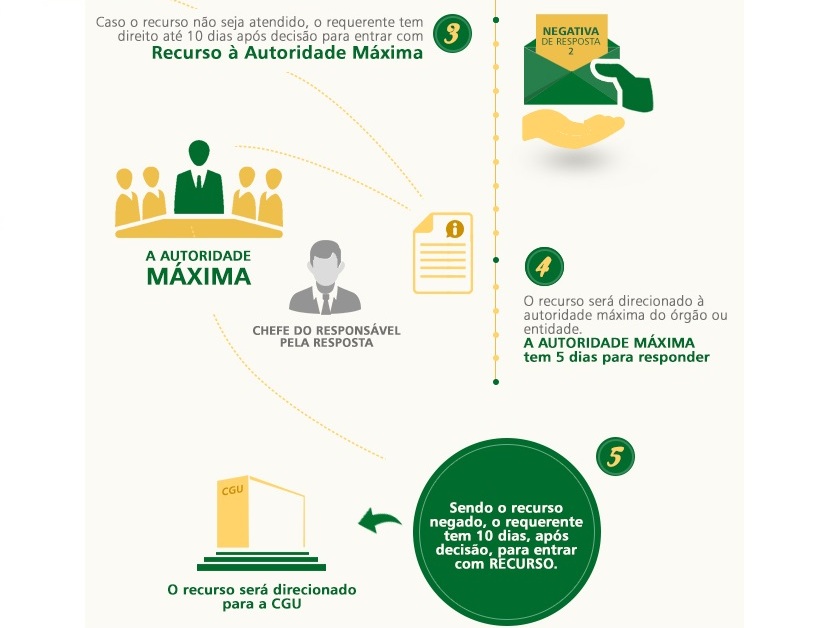 Caso o recurso não seja atendido, o requerente tem
direito até 10 dias após decisão para entrar com
Recurso à Autoridade Máxima
3
NEGATIVA
DE RESPOSTA
2
A AUTORIDADE
MÁXIMA
CHEFE DO RESPONSÁVEL
PELA RESPOSTA
i
4
O recurso será direcionado à
autoridade máxima do órgão ou
entidade.
A AUTORIDADE MÁXIMA
tem 5 dias para responder
5
Sendo o recurso
negado, o requerente
tem 10 dias, após
decisão, para entrar
com RECURSO.
CGU
O recurso será direcionado
para a CGU